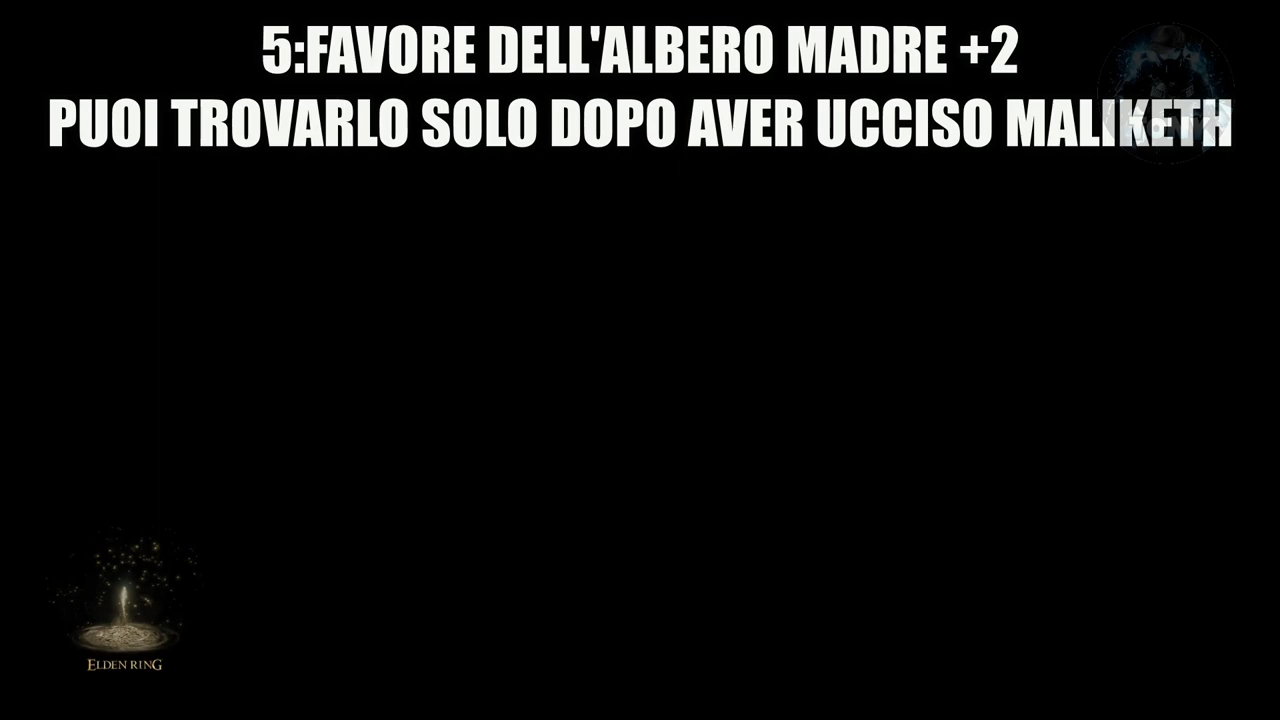 5:FAVORE DELL'ALBERO MADRE +2
PUOI TROVARLO SOLO DOPO AVER UCCISO MALIKETH
ELDEN RING